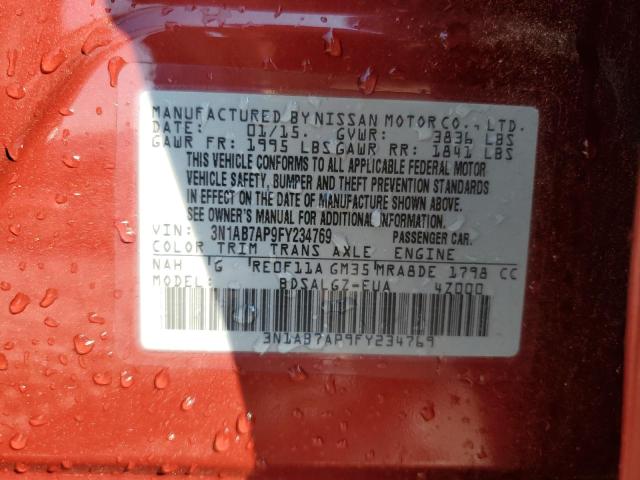 MANUFACTURED BY NISSAN MOTOR CO., LTD.
DATE: 01/15. GVWR: 3836 LBS
GAWR FR: 1995 LBS GAWR RR: 1841 LBS
THIS VEHICLE CONFORMS TO ALL APPLICABLE FEDERAL MOTOR
VEHICLE SAFETY, BUMPER AND THEFT PREVENTION STANDARDS
IN EFFECT ON THE DATE OF MANUFACTURE SHOWN ABOVE.
SEE OWNER'S MANUAL FOR ADDITIONAL INFORMATION.
VIN: 3N1AB7AP9FY234769 PASSENGER CAR.
COLOR TRIM TRANS AXLE ENGINE
NAH G RE0F11A GM35 MRA8DE 1798 CC
MODEL: BDSALGZ-EUA 4Z000
3N1AB7AP9FY234769